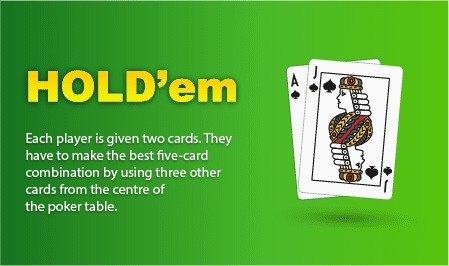 HOLD'em
Each player is given two cards. They
have to make the best five-card
combination by using three other
cards from the centre of
the poker table.
A
J
J